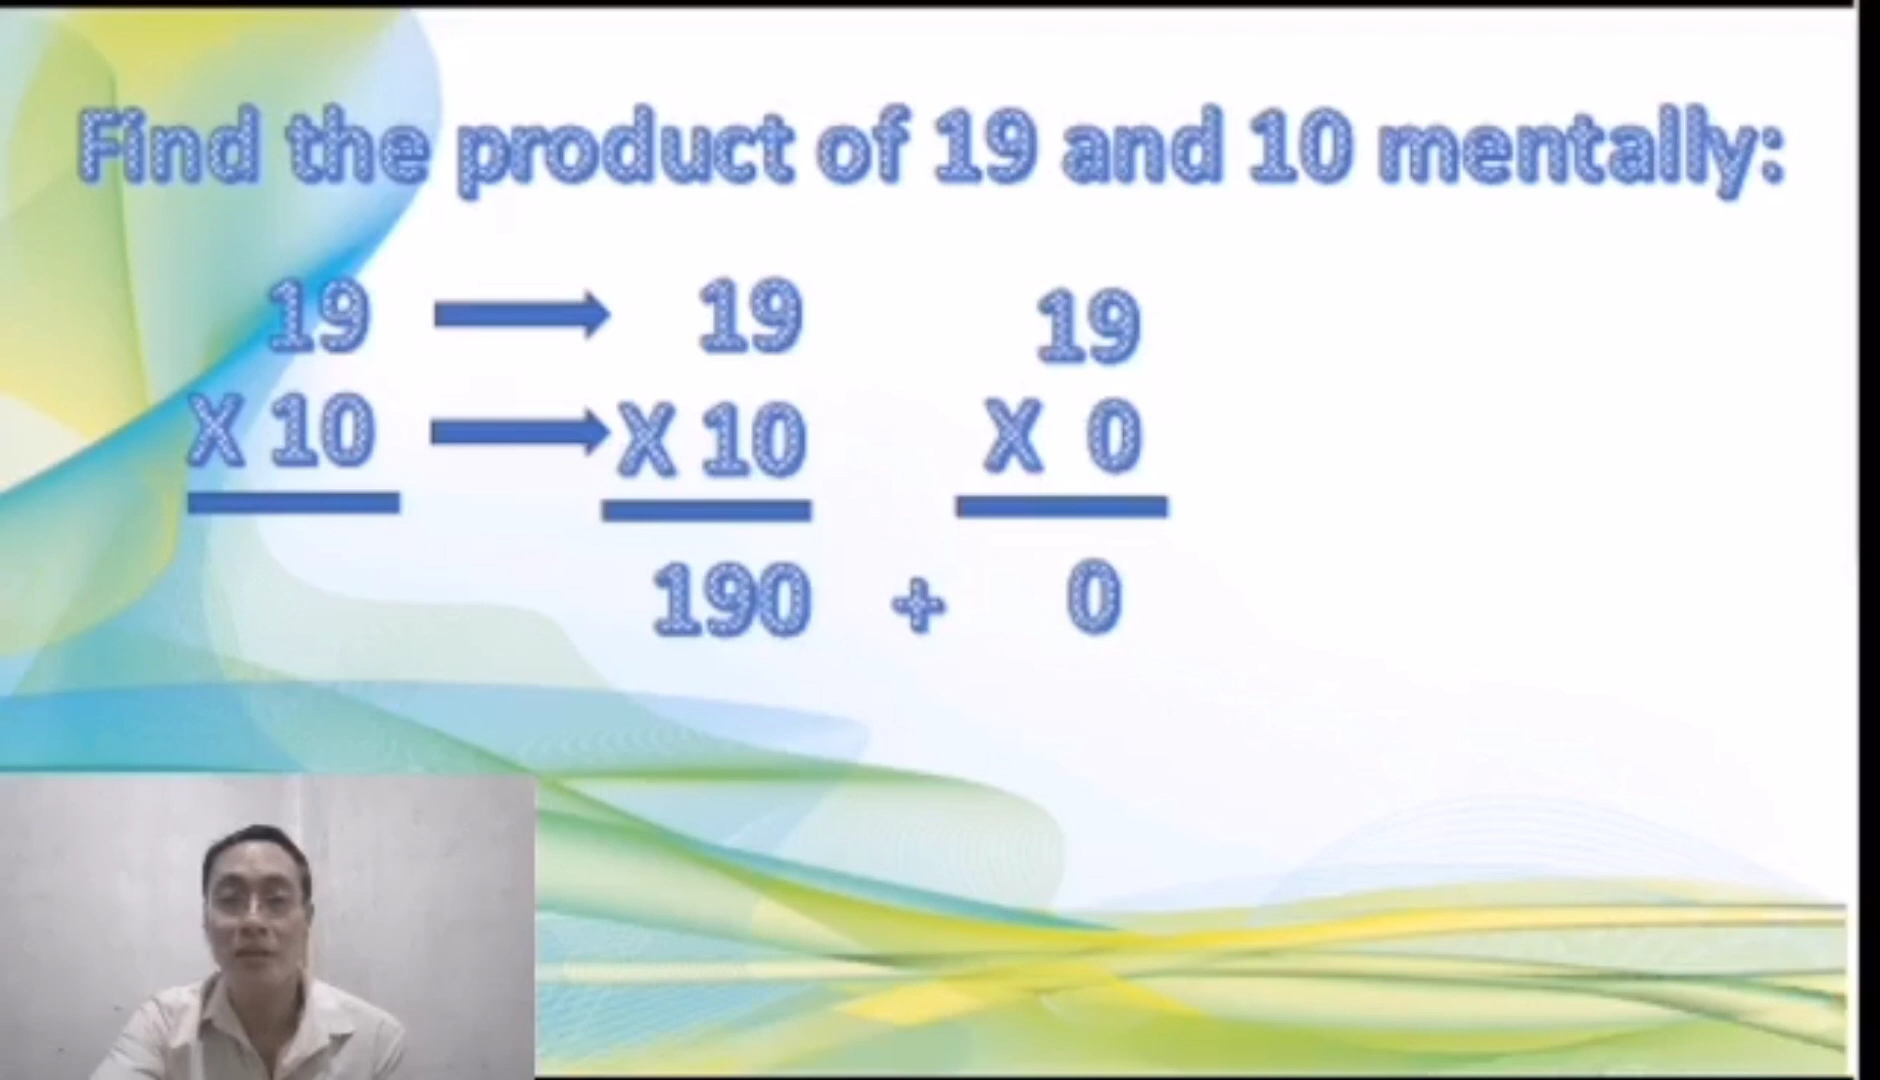 Find the product of 19 and 10 mentally:
19 19 19
X 10 X 10 X 0
190 + 0